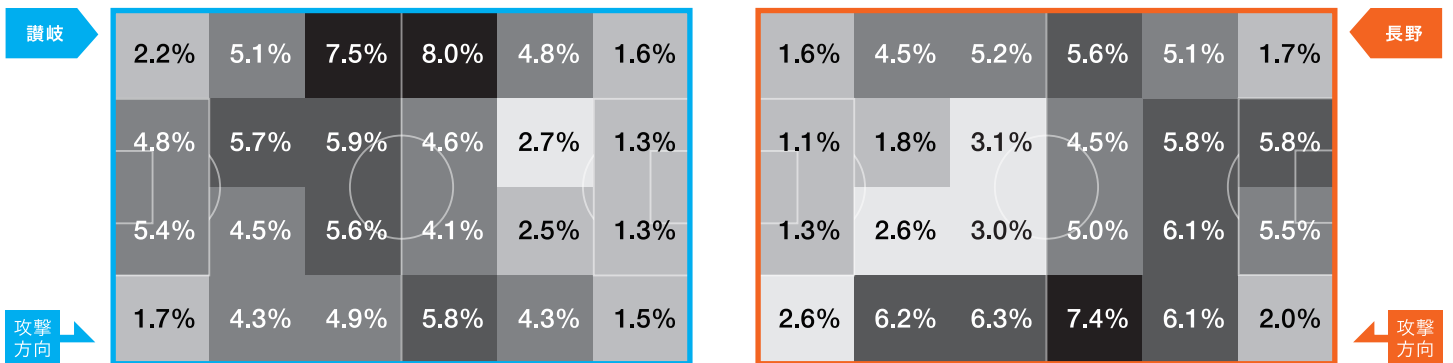 讃岐
2.2% 5.1% 7.5% 8.0% 4.8% 1.6%
4.8% 5.7% 5.9% 4.6% 2.7% 1.3%
5.4% 4.5% 5.6% 4.1% 2.5% 1.3%
1.7% 4.3% 4.9% 5.8% 4.3% 1.5%
攻撃
方向
長野
1.6% 4.5% 5.2% 5.6% 5.1% 1.7%
1.1% 1.8% 3.1% 4.5% 5.8% 5.8%
1.3% 2.6% 3.0% 5.0% 6.1% 5.5%
2.6% 6.2% 6.3% 7.4% 6.1% 2.0%
攻撃
方向